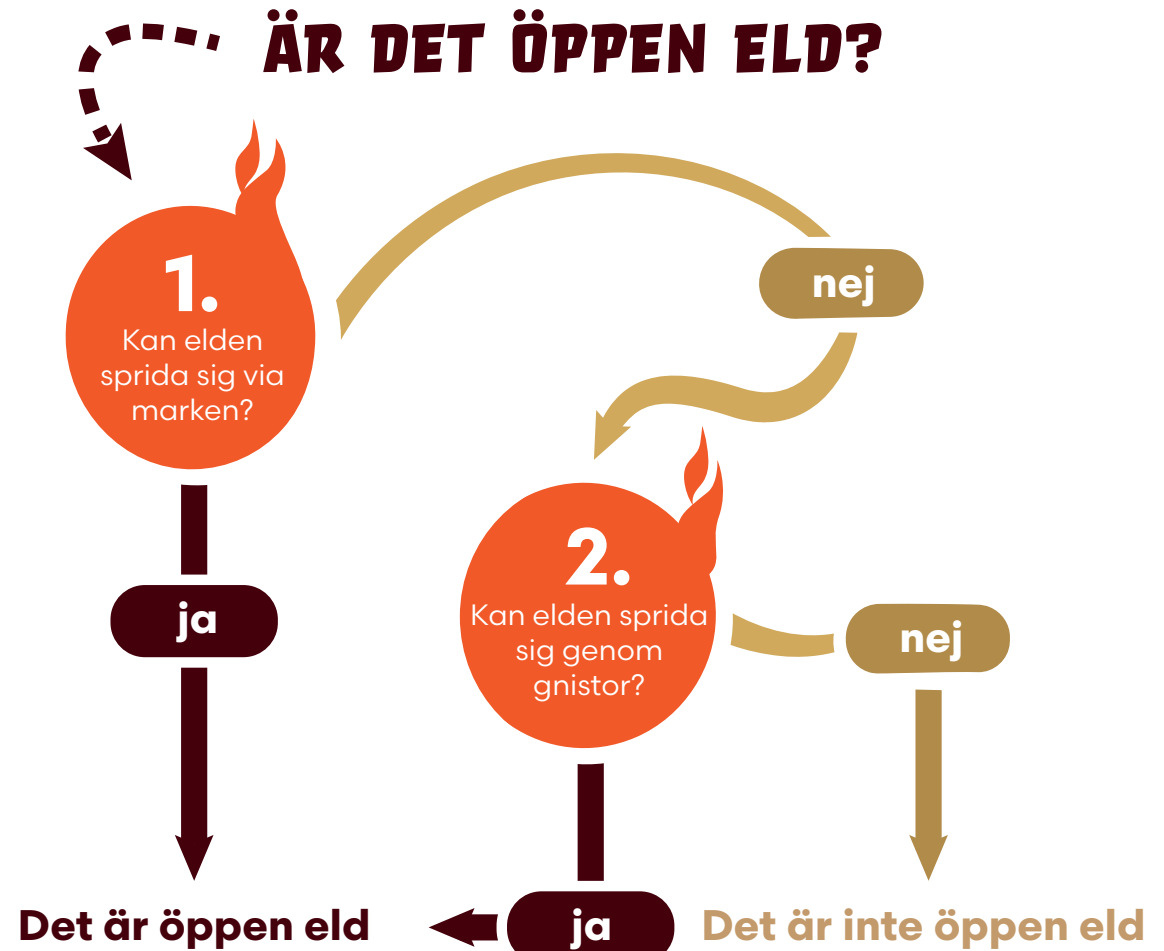 ÄR DET ÖPPEN ELD?
1.
Kan elden
sprida sig via
marken?
nej
2.
Kan elden sprida
sig genom
gnistor?
ja
nej
Det är öppen eld
ja
Det är inte öppen eld